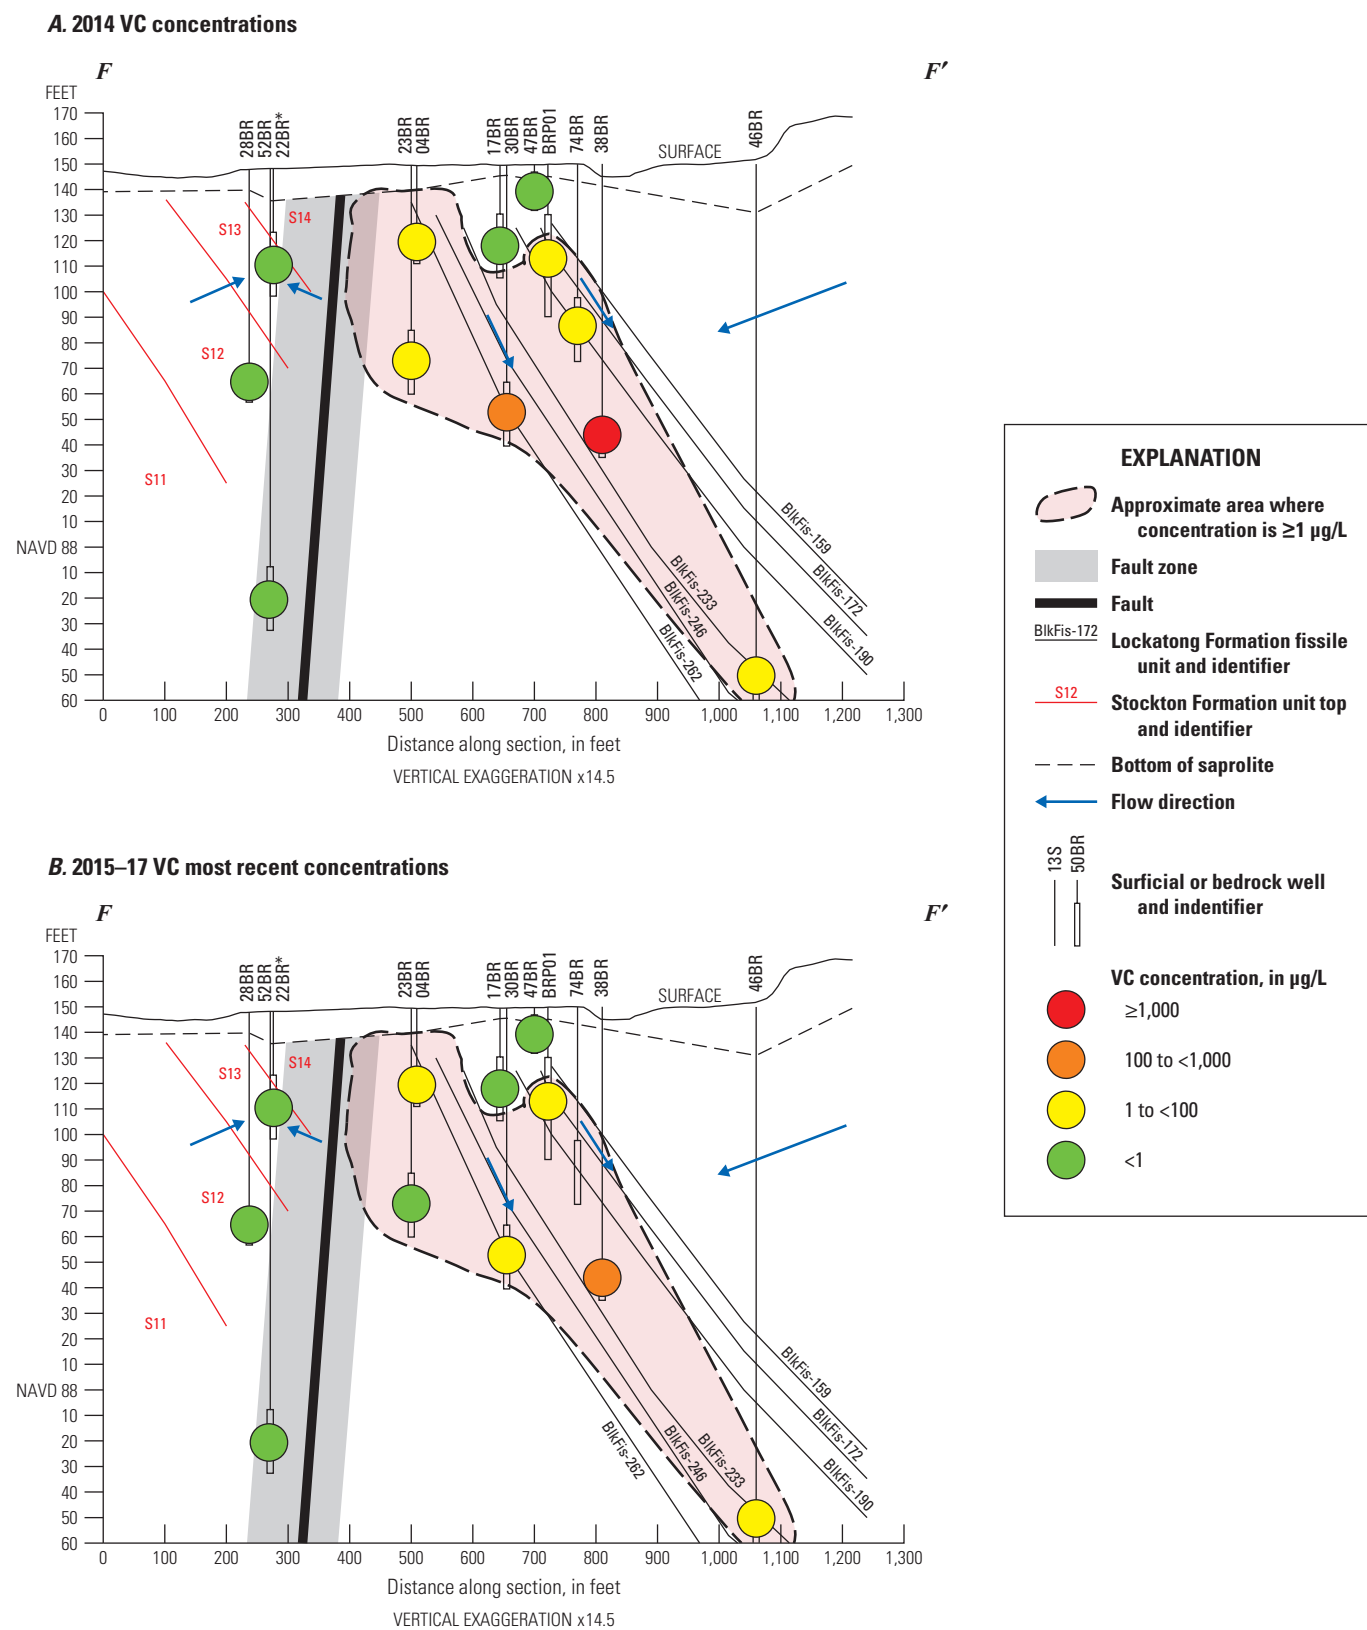 A. 2014 VC concentrations
F
F′
FEET
28BR
52BR
22BR*
23BR
04BR
17BR
30BR
47BR
BRP01
74BR
38BR
46BR
170
160
150
140
130
120
110
100
90
80
70
60
50
40
30
20
10
NAVD 88
10
20
30
40
50
60
SURFACE
S14
S13
S12
S11
BlkFis-159
BlkFis-172
BlkFis-190
BlkFis-233
BlkFis-246
BlkFis-262
0 100 200 300 400 500 600 700 800 900 1,000 1,100 1,200 1,300
Distance along section, in feet
VERTICAL EXAGGERATION x14.5
B. 2015–17 VC most recent concentrations
F
F′
FEET
28BR
52BR
22BR*
23BR
04BR
17BR
30BR
47BR
BRP01
74BR
38BR
46BR
170
160
150
140
130
120
110
100
90
80
70
60
50
40
30
20
10
NAVD 88
10
20
30
40
50
60
SURFACE
S14
S13
S12
S11
BlkFis-159
BlkFis-172
BlkFis-190
BlkFis-233
BlkFis-246
BlkFis-262
0 100 200 300 400 500 600 700 800 900 1,000 1,100 1,200 1,300
Distance along section, in feet
VERTICAL EXAGGERATION x14.5
EXPLANATION
Approximate area where
concentration is ≥1 µg/L
Fault zone
Fault
BlkFis-172
Lockatong Formation fissile
unit and identifier
S12
Stockton Formation unit top
and identifier
Bottom of saprolite
Flow direction
13S
50BR
Surficial or bedrock well
and indentifier
VC concentration, in µg/L
≥1,000
100 to <1,000
1 to <100
<1